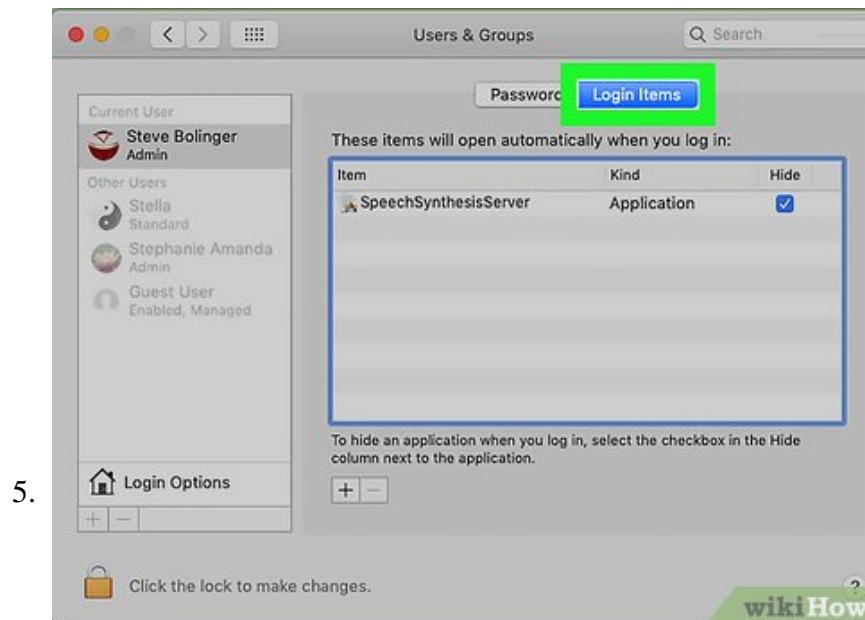 Users & Groups
Search
Password
Login Items
Current User
Steve Bolinger
Admin
Other Users
Stella
Standard
Stephanie Amanda
Admin
Guest User
Enabled, Managed
Login Options
These items will open automatically when you log in:
Item Kind Hide
SpeechSynthesisServer Application
To hide an application when you log in, select the checkbox in the Hide
column next to the application.
+ −
+ −
5.
Click the lock to make changes.
?
wikiHow